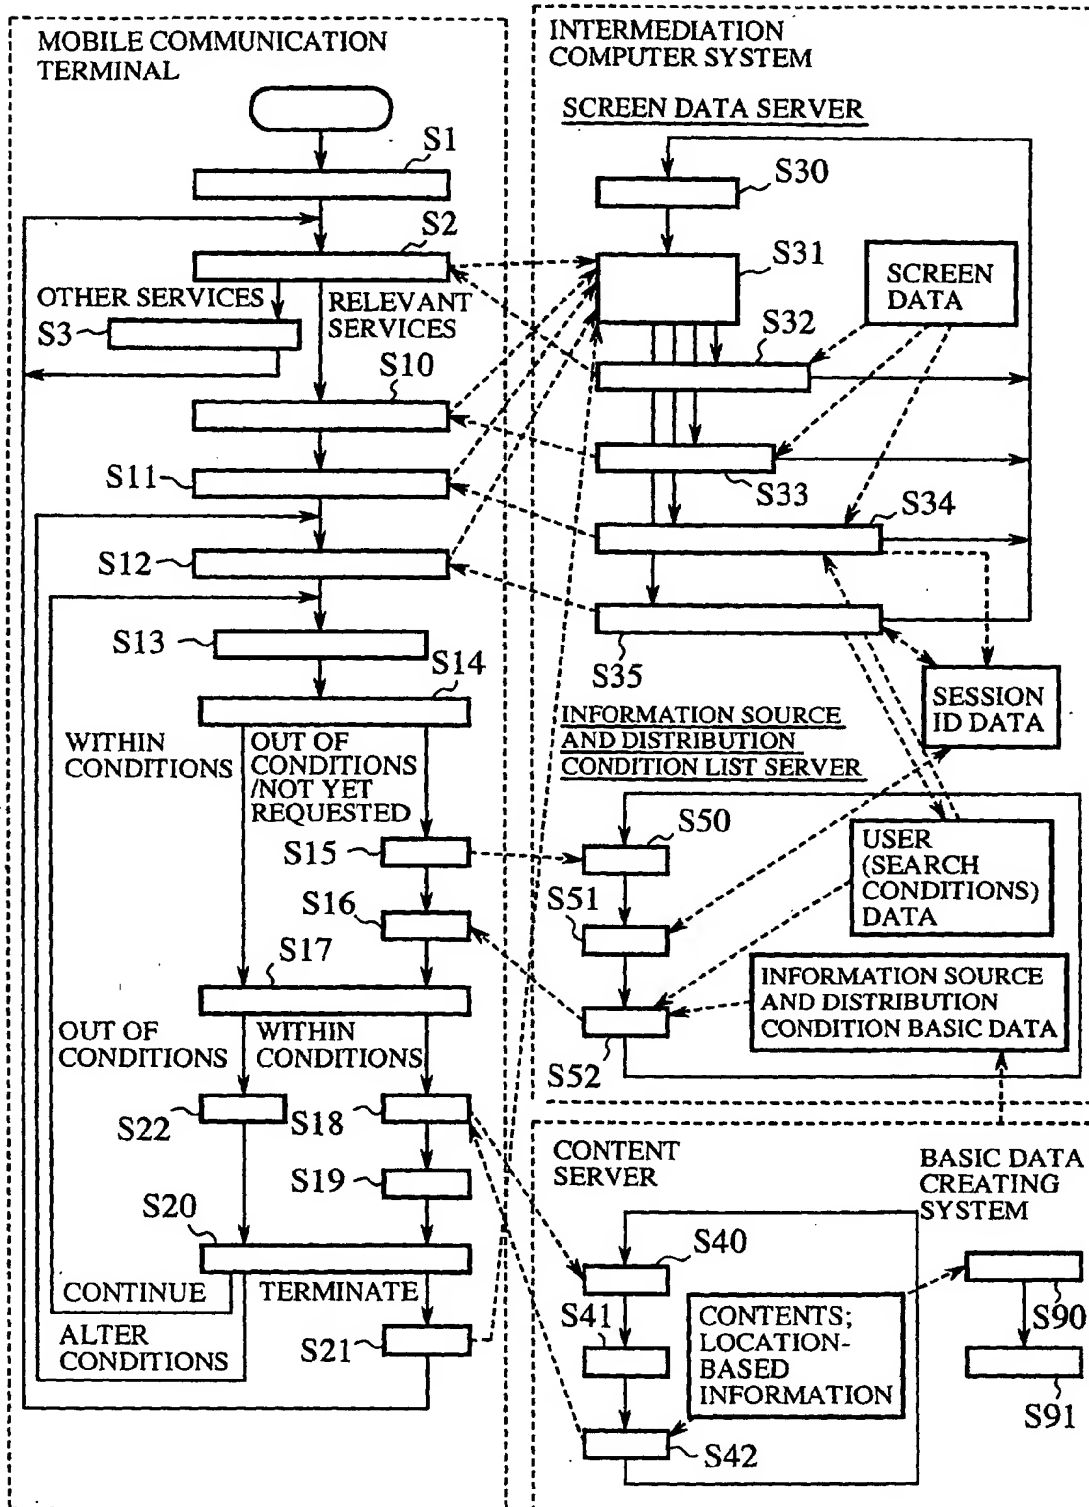 MOBILE COMMUNICATION
TERMINAL
S1
S2
OTHER SERVICES
RELEVANT
SERVICES
S3
S10
S11
S12
S13
S14
WITHIN
CONDITIONS
OUT OF
CONDITIONS
/NOT YET
REQUESTED
S15
S16
S17
OUT OF
CONDITIONS
WITHIN
CONDITIONS
S22
S18
S19
S20
CONTINUE
TERMINATE
ALTER
CONDITIONS
S21
INTERMEDIATION
COMPUTER SYSTEM
SCREEN DATA SERVER
S30
S31
SCREEN
DATA
S32
S33
S34
S35
SESSION
ID DATA
INFORMATION SOURCE
AND DISTRIBUTION
CONDITION LIST SERVER
S50
USER
(SEARCH
CONDITIONS)
DATA
S51
INFORMATION SOURCE
AND DISTRIBUTION
CONDITION BASIC DATA
S52
CONTENT
SERVER
BASIC DATA
CREATING
SYSTEM
S40
S41
CONTENTS;
LOCATION-
BASED
INFORMATION
S42
S90
S91